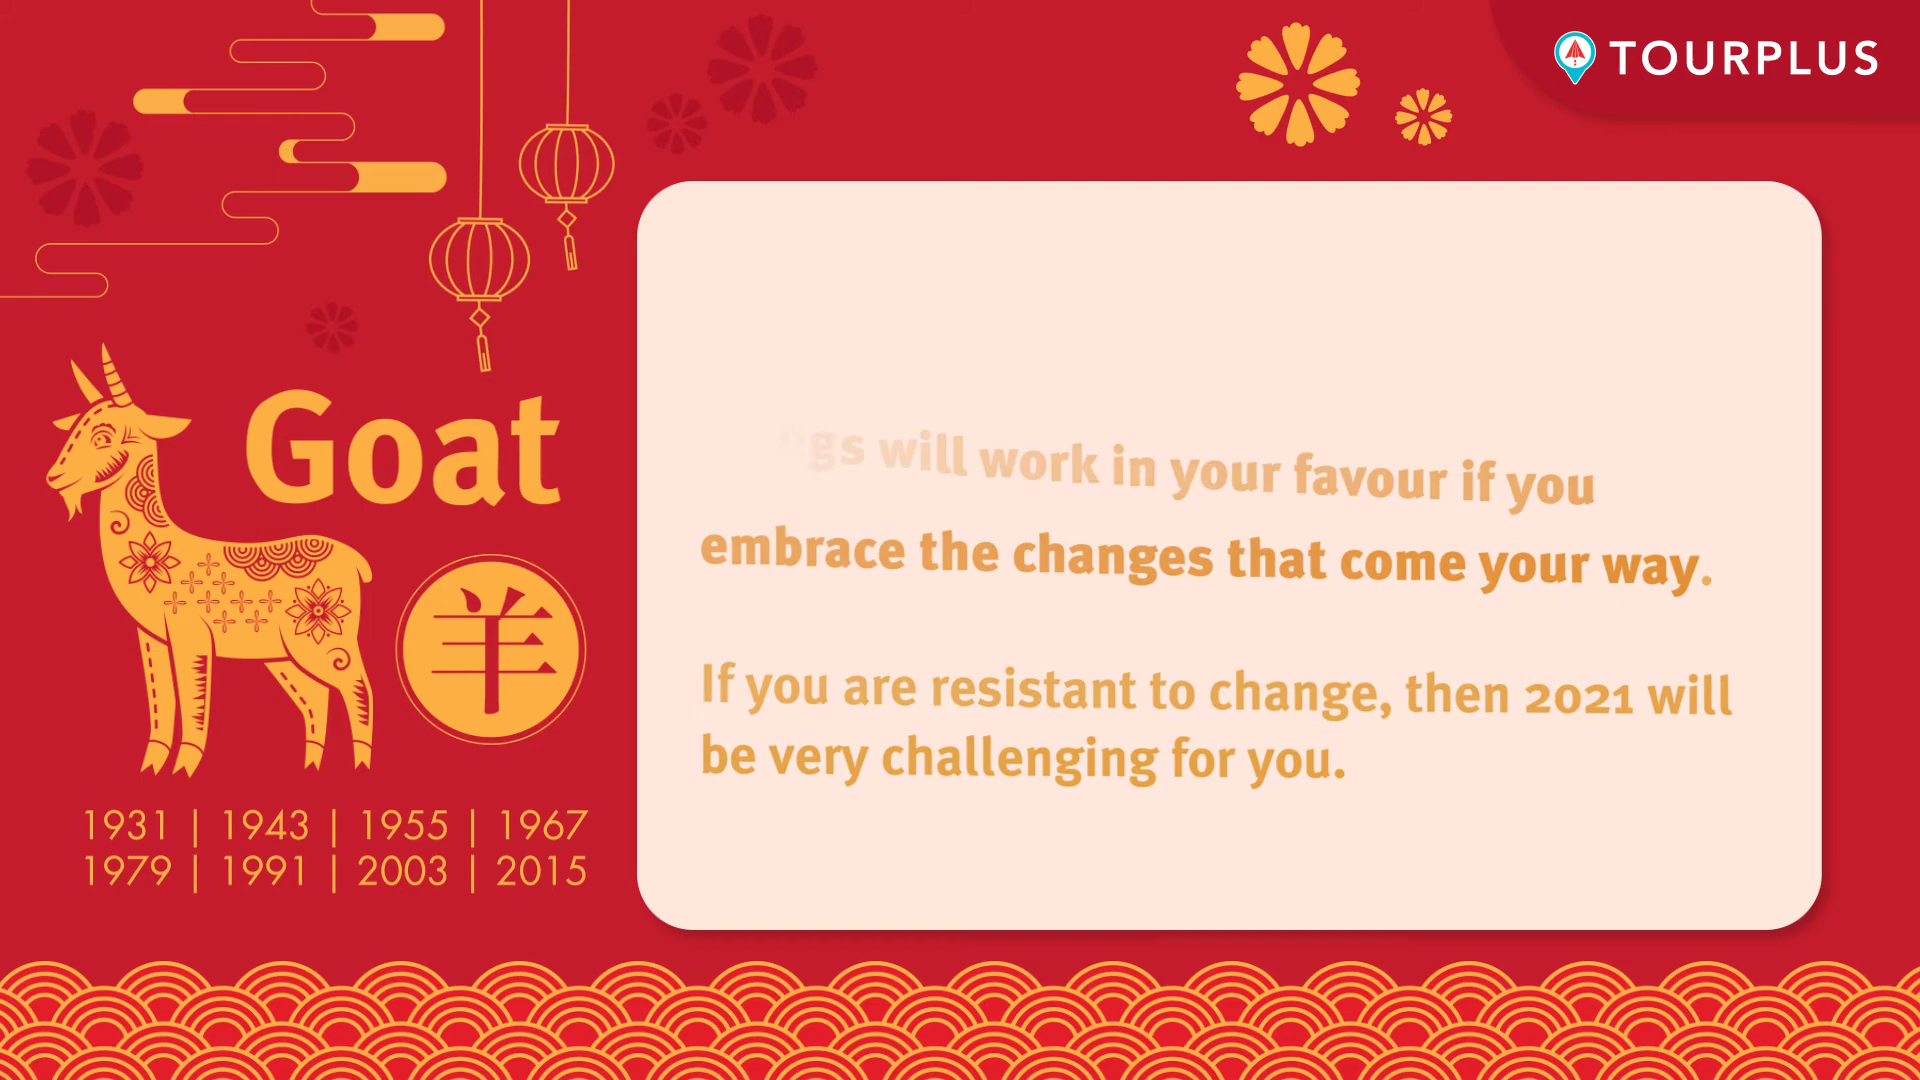 TOURPLUS
Goat
羊
1931 | 1943 | 1955 | 1967
1979 | 1991 | 2003 | 2015
will work in your favour if you
embrace the changes that come your way.
If you are resistant to change, then 2021 will
be very challenging for you.